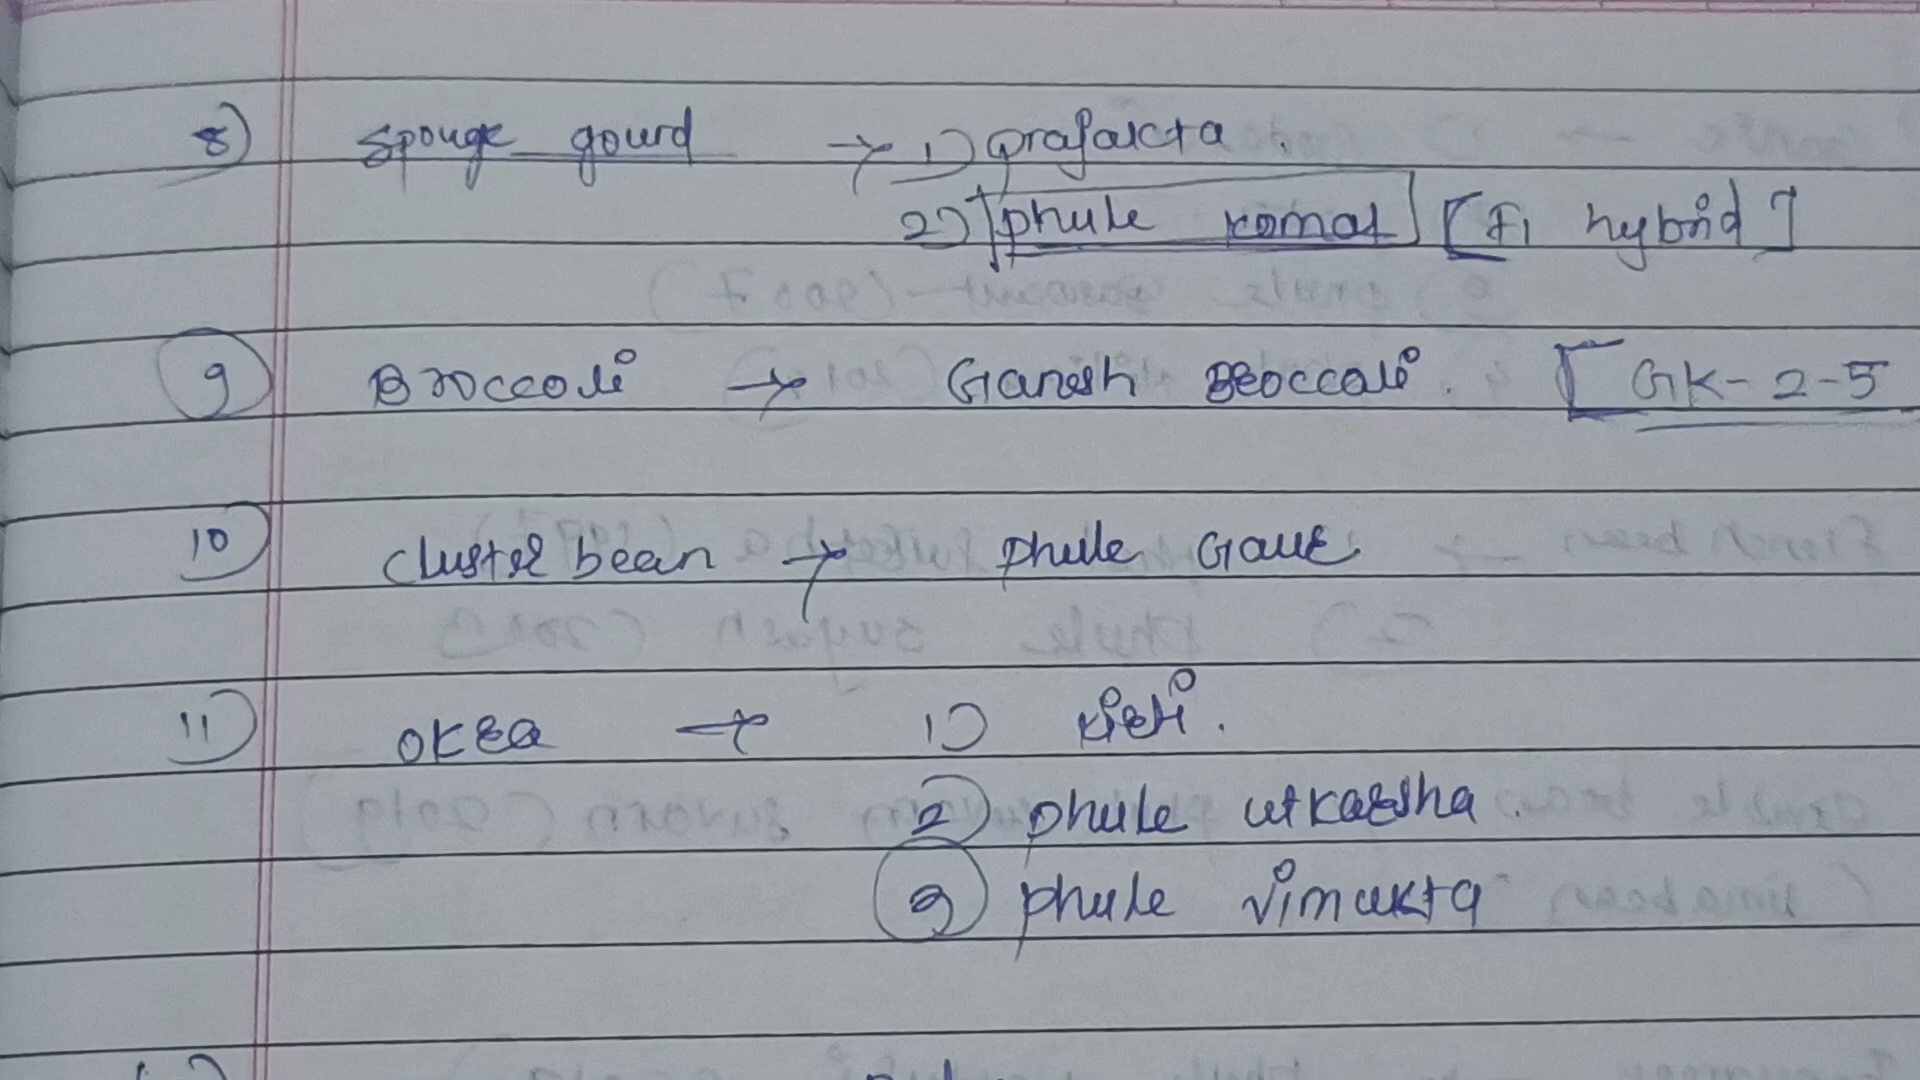 8) Sponge gourd → 1) prajakta.
2) phule komal [F1 hybrid]
9) Broccoli → Ganesh Broccoli. [GK-2-5
10) cluster bean → phule Gaur
11) okra → 1)
2) phule utkarsha.
3) phule vimukta